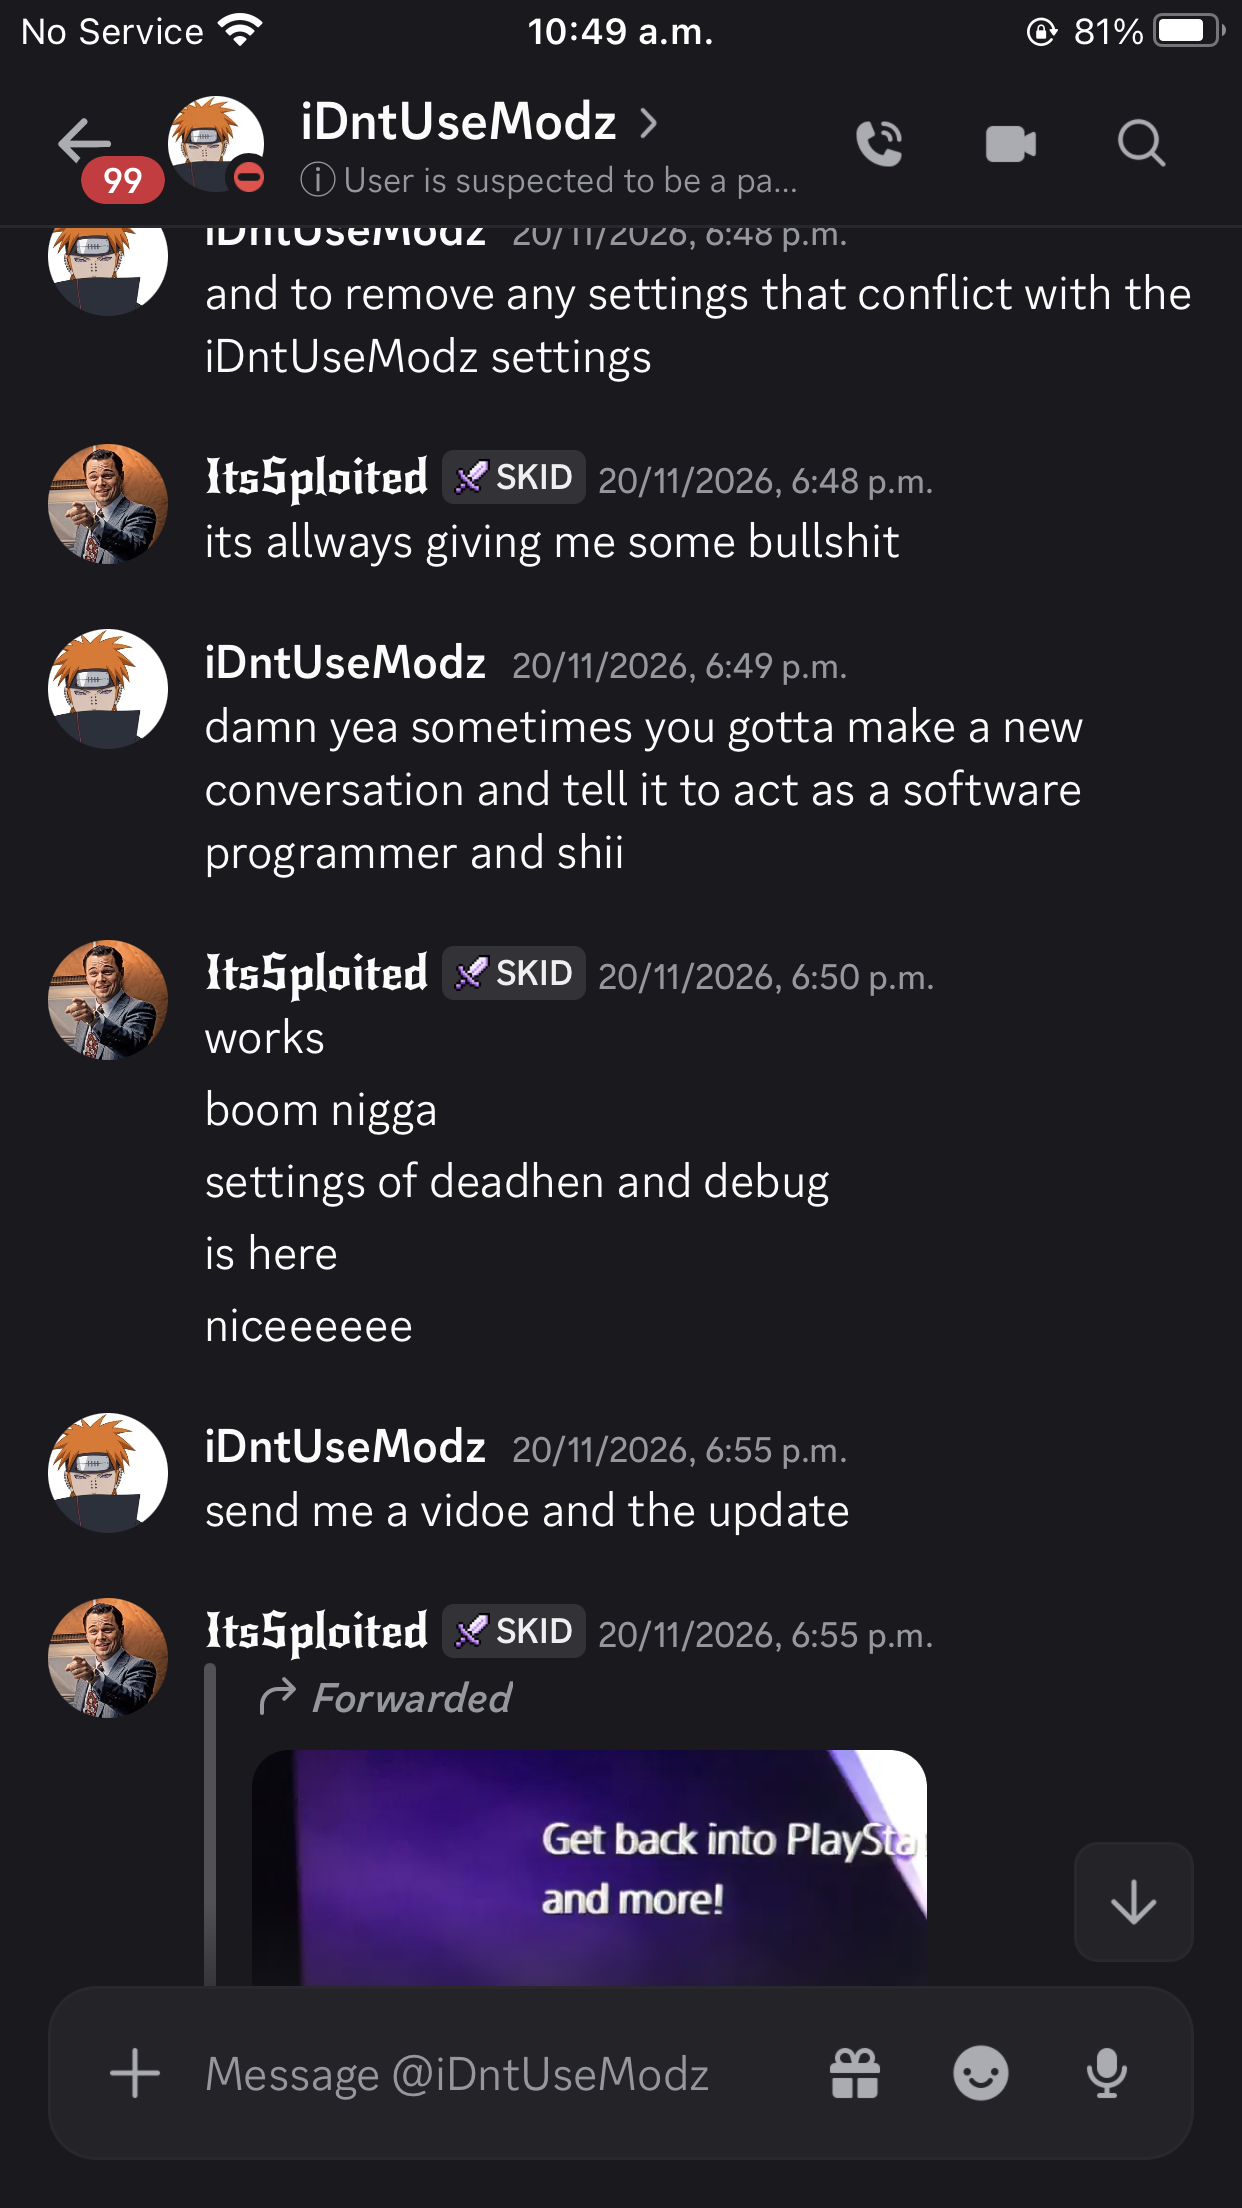 No Service 10:49 a.m. 81%
iDntUseModz
99 User is suspected to be a pa...
iDntUseModz 20/11/2026, 6:48 p.m.
and to remove any settings that conflict with the
iDntUseModz settings
ItsSploited SKID 20/11/2026, 6:48 p.m.
its allways giving me some bullshit
iDntUseModz 20/11/2026, 6:49 p.m.
damn yea sometimes you gotta make a new
conversation and tell it to act as a software
programmer and shii
ItsSploited SKID 20/11/2026, 6:50 p.m.
works
boom nigga
settings of deadhen and debug
is here
niceeeeee
iDntUseModz 20/11/2026, 6:55 p.m.
send me a vidoe and the update
ItsSploited SKID 20/11/2026, 6:55 p.m.
Forwarded
Get back into PlaySta
and more!
Message @iDntUseModz